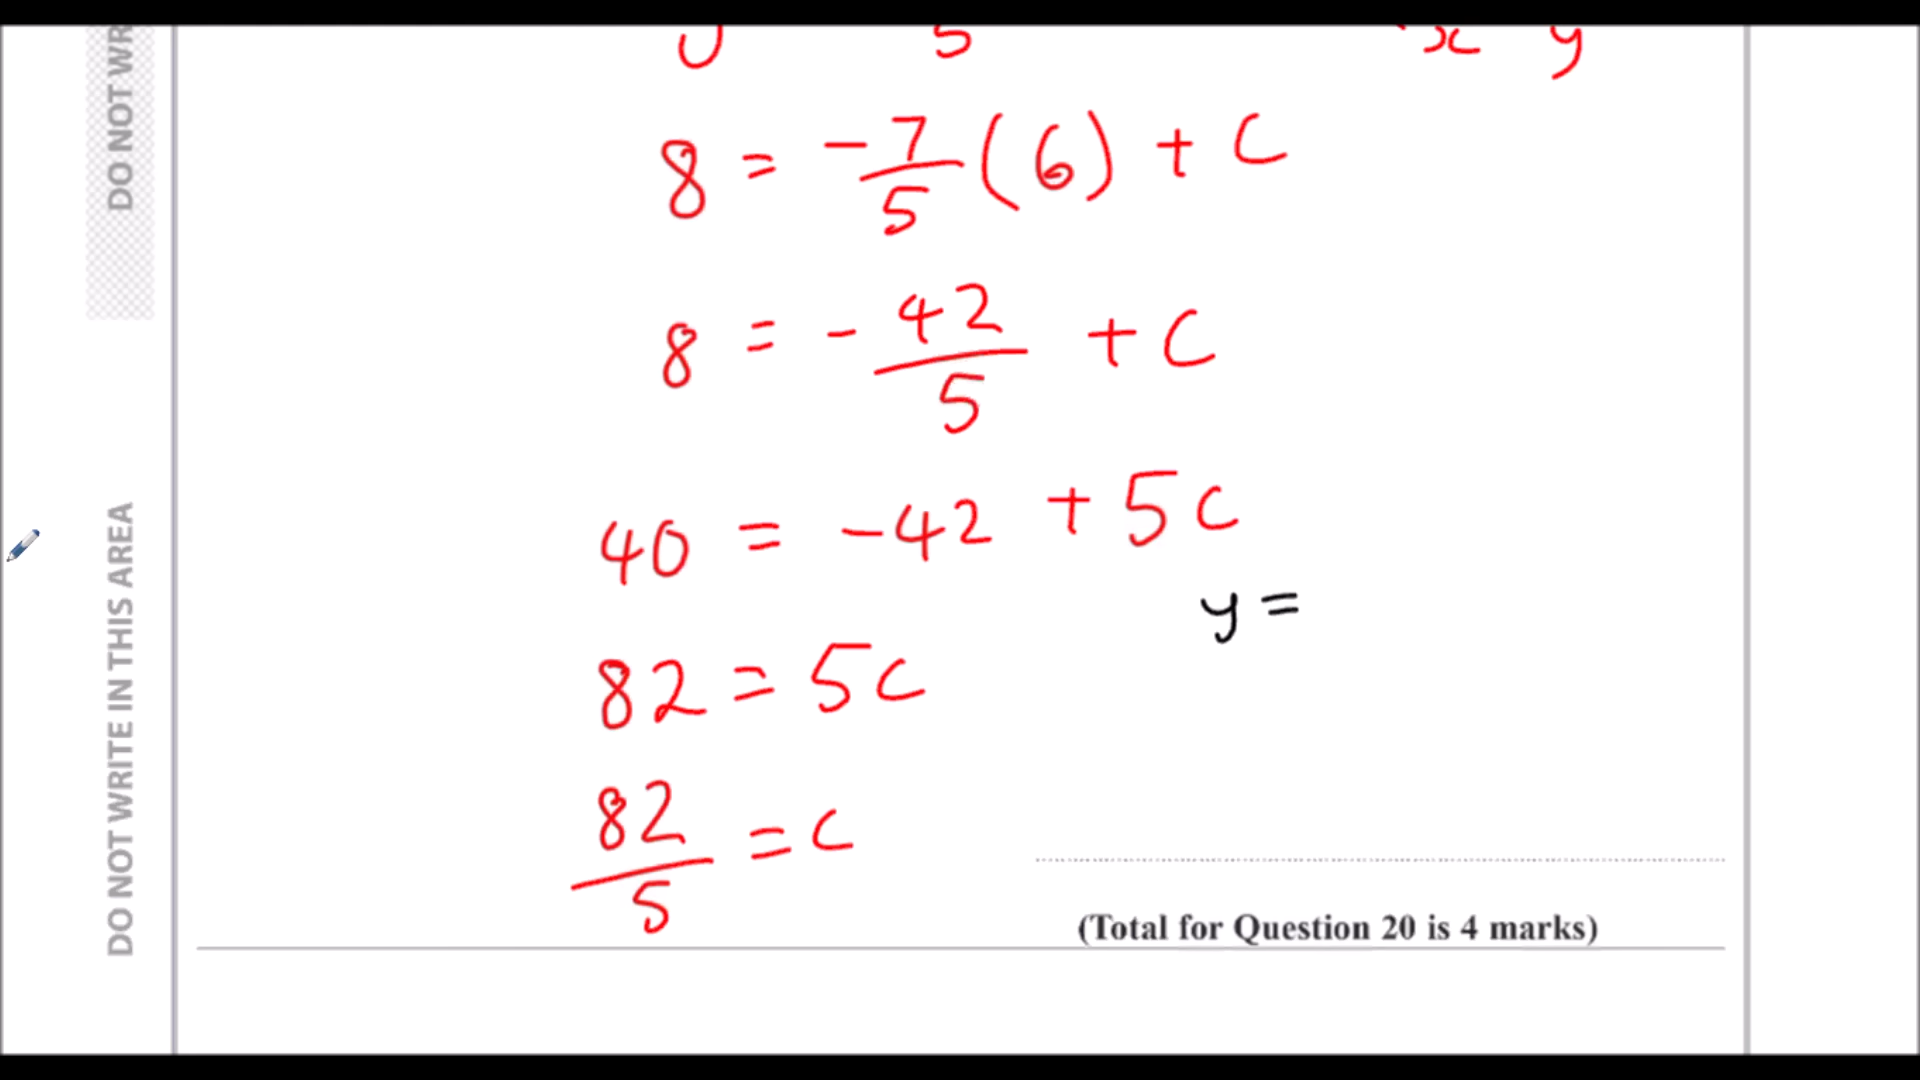 DO NOT WR
y 5 x y
8 = -7/5 (6) + c
8 = -42/5 + c
40 = -42 + 5c
y =
82 = 5c
82/5 = c
DO NOT WRITE IN THIS AREA
(Total for Question 20 is 4 marks)